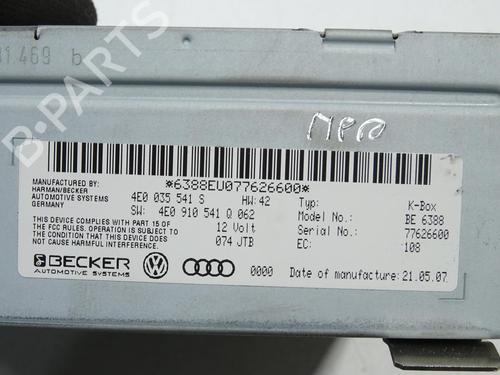 01.469 b
B-PARTS
MANUFACTURED BY:
HARMAN/BECKER
AUTOMOTIVE SYSTEMS
GERMANY
*6388EU077626600*
4E0 035 541 S HW:42 Typ: K-Box
SW: 4E0 910 541 Q 062 Model No.: BE 6388
THIS DEVICE COMPLIES WITH PART 15 OF
THE FCC RULES. OPERATION IS SUBJECT
TO THE CONDITION THAT THIS DEVICE DOES
NOT CAUSE HARMFUL INTERFERENCE.
12 Volt Serial No.: 77626600
074 JTB EC: 108
BECKER
AUTOMOTIVE SYSTEMS
0000 Date of manufacture: 21.05.07